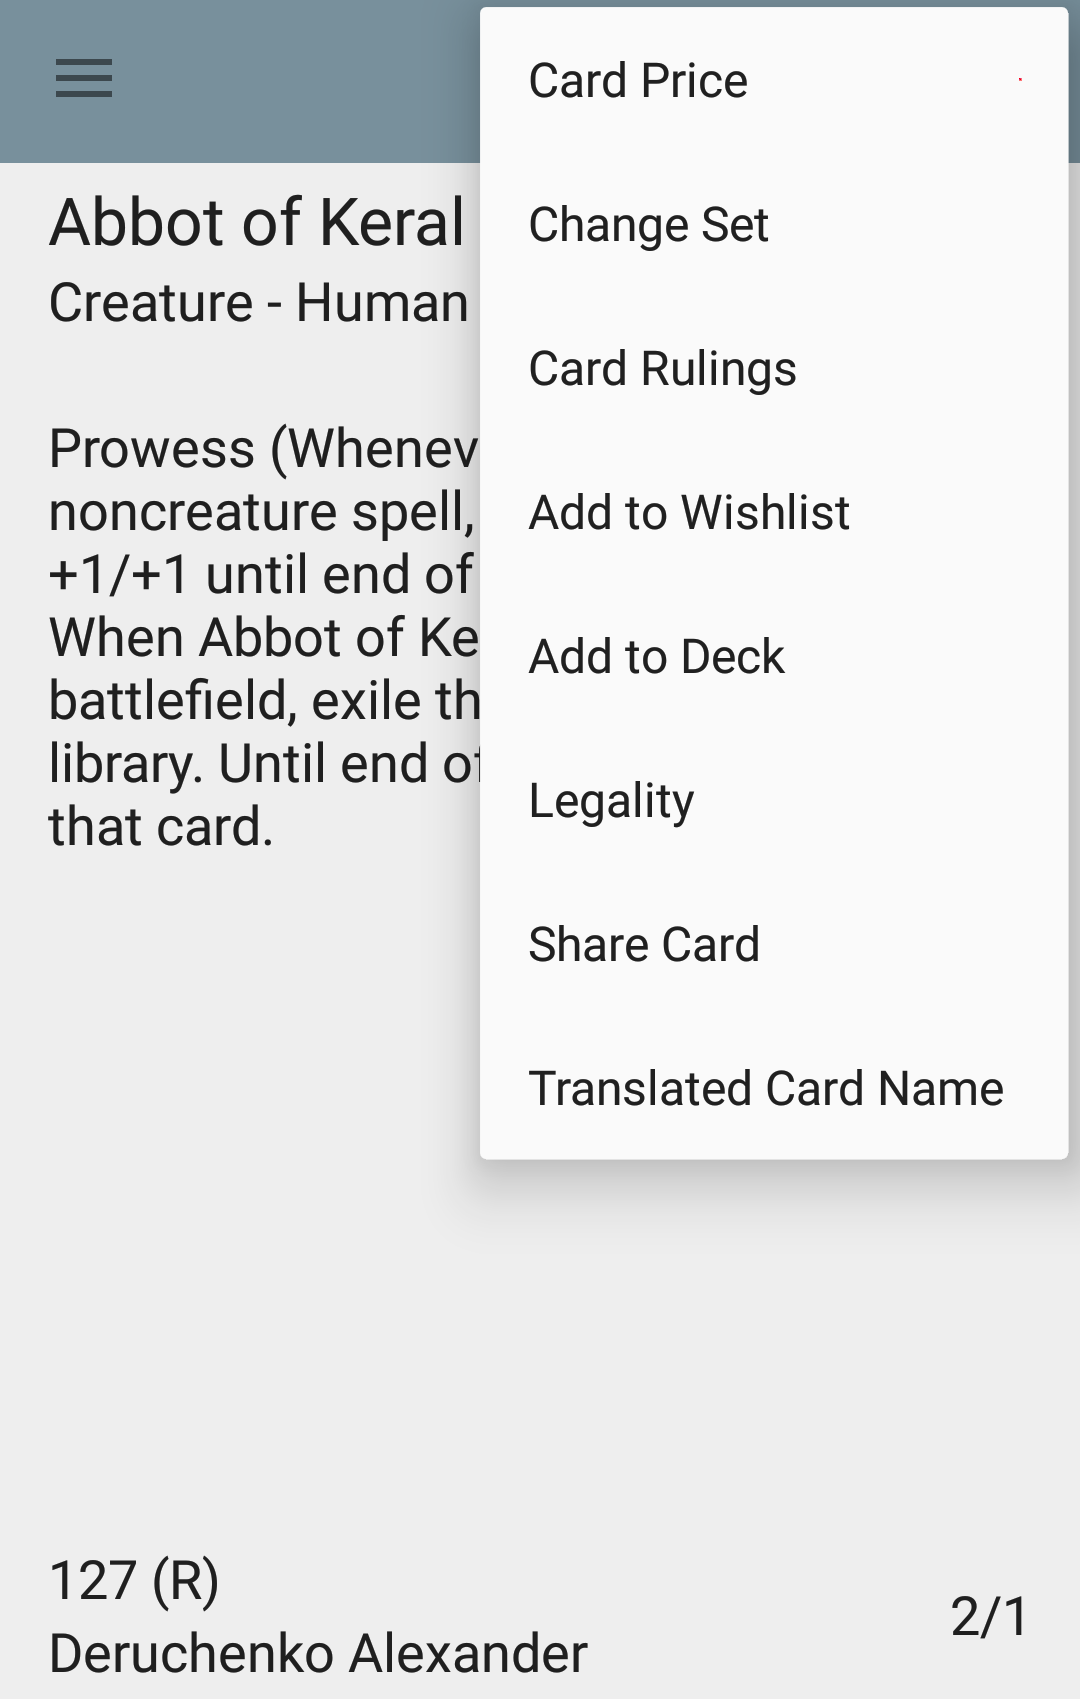 Card Price
Change Set
Card Rulings
Add to Wishlist
Add to Deck
Legality
Share Card
Translated Card Name
Abbot of Keral
Creature - Human
Prowess (Whenev
noncreature spell,
+1/+1 until end of
When Abbot of Ke
battlefield, exile th
library. Until end of
that card.
127 (R)
Deruchenko Alexander
2/1